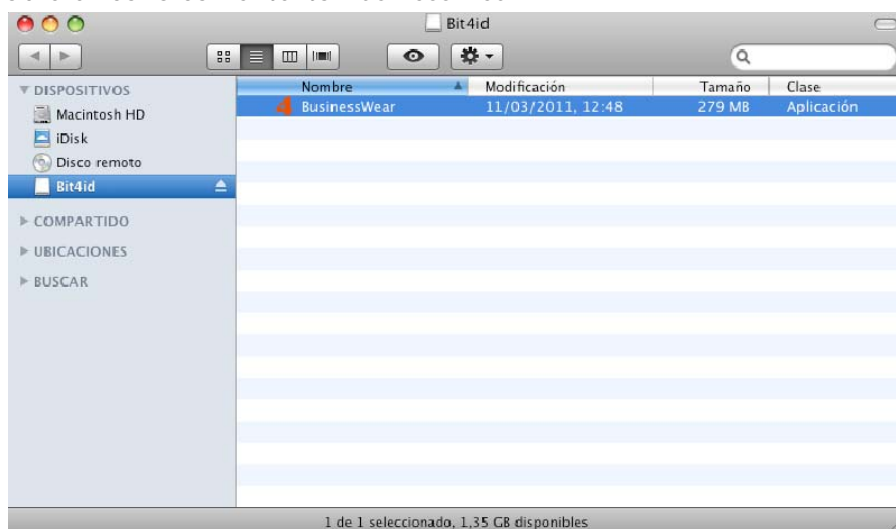 Bit4id
DISPOSITIVOS
Macintosh HD
iDisk
Disco remoto
Bit4id
COMPARTIDO
UBICACIONES
BUSCAR
Nombre Modificación Tamaño Clase
4 BusinessWear 11/03/2011, 12:48 279 MB Aplicación
1 de 1 seleccionado, 1,35 GB disponibles